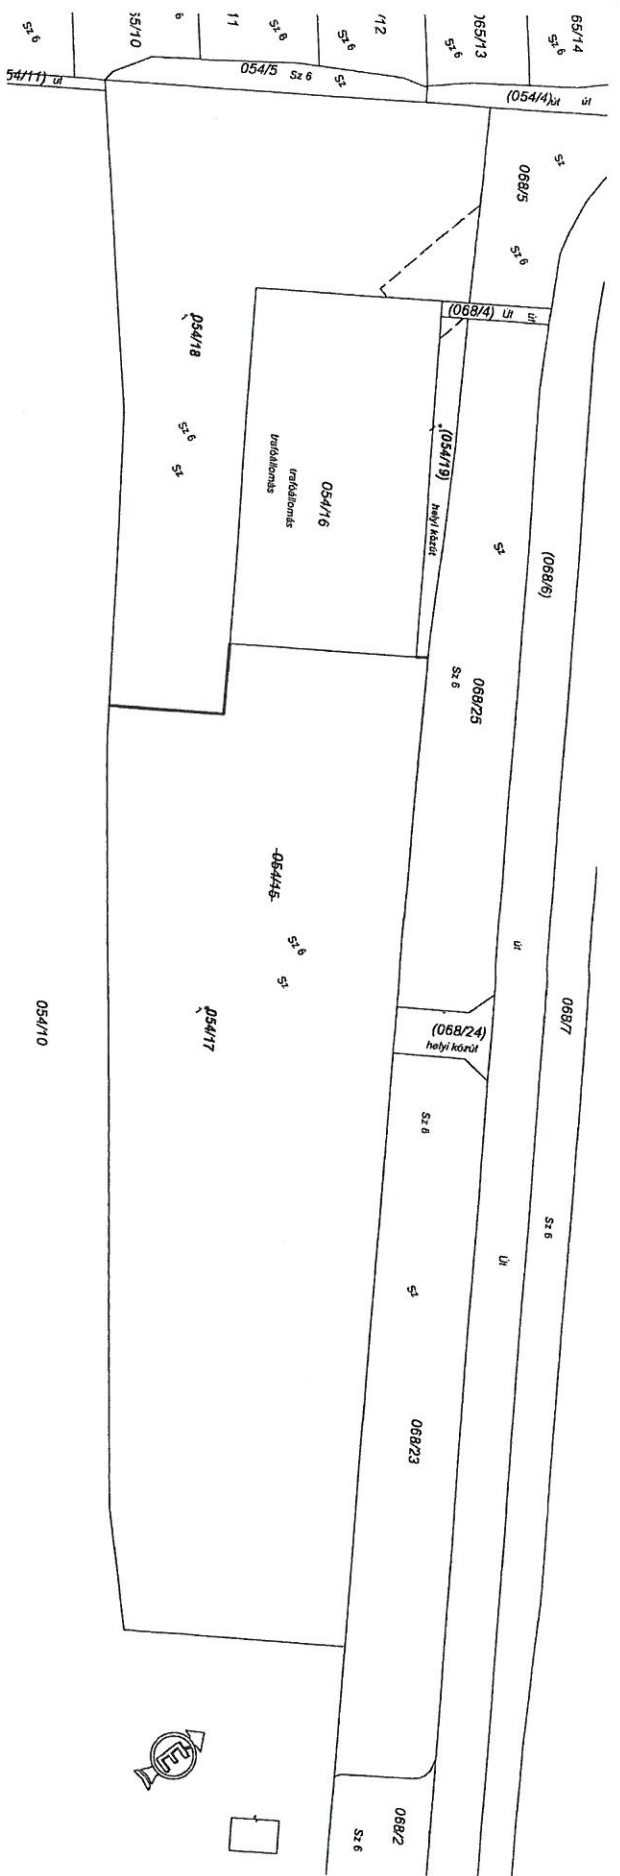 65/14
Sz 6
065/13
Sz 6
/12
Sz 6
11
Sz 6
6
65/10
Sz 6
54/11) út
054/5 Sz 6 Sz
(054/4) út út
Sz
068/5
Sz 6
(068/4) Út út
054/18
Sz 6
Sz
(054/19)
helyi közút
054/16
trafóállomás
trafóállomás
Sz
(068/6)
068/25
Sz 6
054/15
Sz 6
Sz
út
054/17
054/10
068/7
(068/24)
helyi közút
Sz 6
Sz 6
Út
Sz
068/23
É
068/2
Sz 6